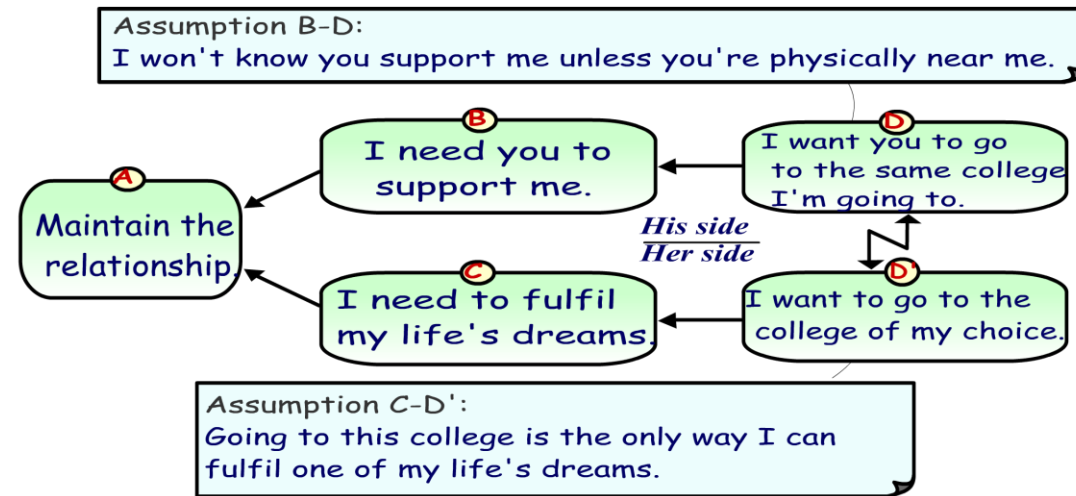 Assumption B-D:
I won't know you support me unless you're physically near me.
B
I need you to
support me.
D
I want you to go
to the same college
I'm going to.
A
Maintain the
relationship.
His side
Her side
C
I need to fulfil
my life's dreams.
D'
I want to go to the
college of my choice.
Assumption C-D':
Going to this college is the only way I can
fulfil one of my life's dreams.